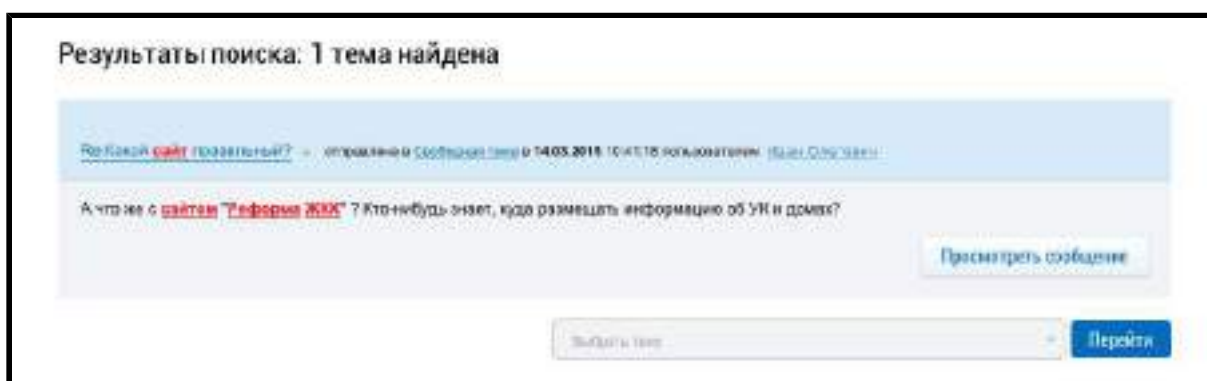 Результаты поиска: 1 тема найдена
Re:Какой сайт правильный? - отправлено в Сообщения темы в 14.03.2015 10:41:18 пользователем
А что же с сайтом "Реформа ЖКХ" ? Кто-нибудь знает, куда размещать информацию об УК и домах?
Просмотреть сообщение
Выбрать тему
Перейти